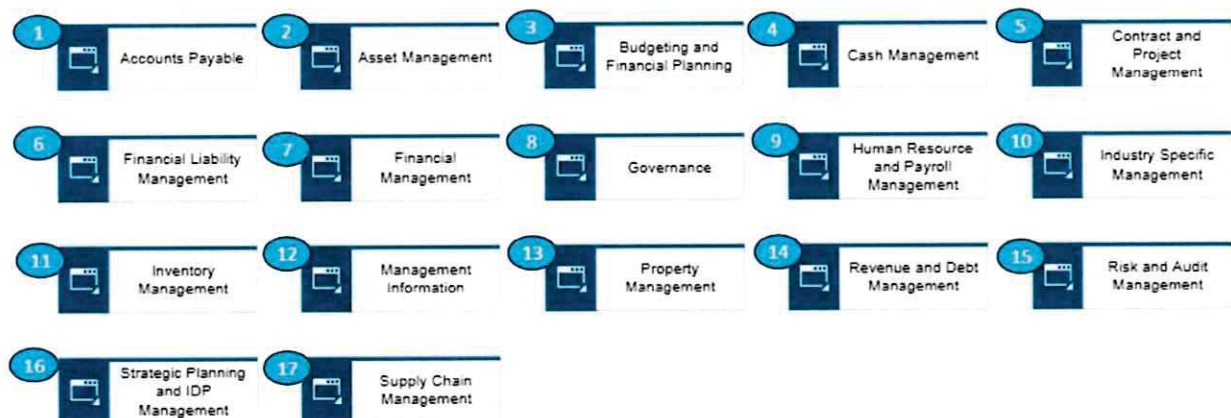 1
Accounts Payable
2
Asset Management
3
Budgeting and
Financial Planning
4
Cash Management
5
Contract and
Project
Management
6
Financial Liability
Management
7
Financial
Management
8
Governance
9
Human Resource
and Payroll
Management
10
Industry Specific
Management
11
Inventory
Management
12
Management
Information
13
Property
Management
14
Revenue and Debt
Management
15
Risk and Audit
Management
16
Strategic Planning
and IDP
Management
17
Supply Chain
Management